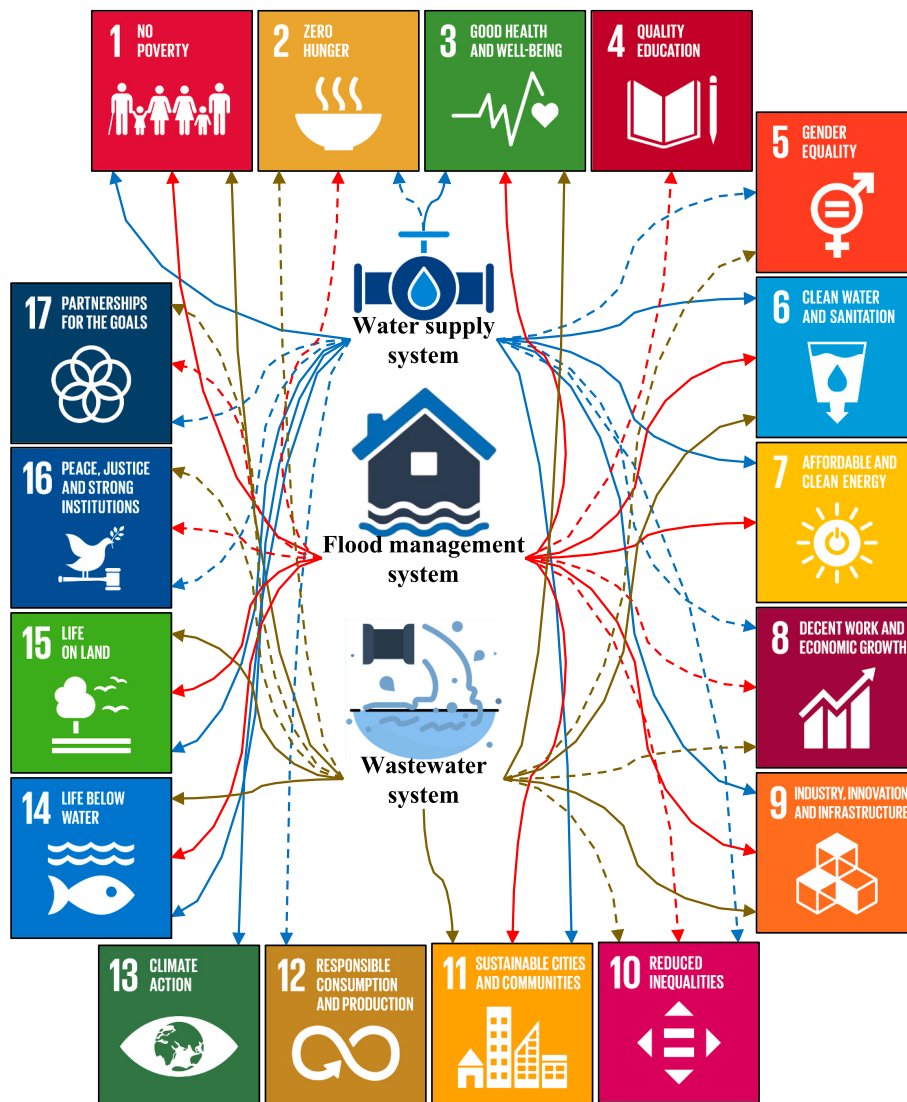 1 NO
POVERTY
2 ZERO
HUNGER
3 GOOD HEALTH
AND WELL-BEING
4 QUALITY
EDUCATION
5 GENDER
EQUALITY
17 PARTNERSHIPS
FOR THE GOALS
6 CLEAN WATER
AND SANITATION
Water supply
system
16 PEACE, JUSTICE
AND STRONG
INSTITUTIONS
7 AFFORDABLE AND
CLEAN ENERGY
Flood management
system
15 LIFE
ON LAND
8 DECENT WORK AND
ECONOMIC GROWTH
Wastewater
system
14 LIFE BELOW
WATER
9 INDUSTRY, INNOVATION
AND INFRASTRUCTURE
13 CLIMATE
ACTION
12 RESPONSIBLE
CONSUMPTION
AND PRODUCTION
11 SUSTAINABLE CITIES
AND COMMUNITIES
10 REDUCED
INEQUALITIES